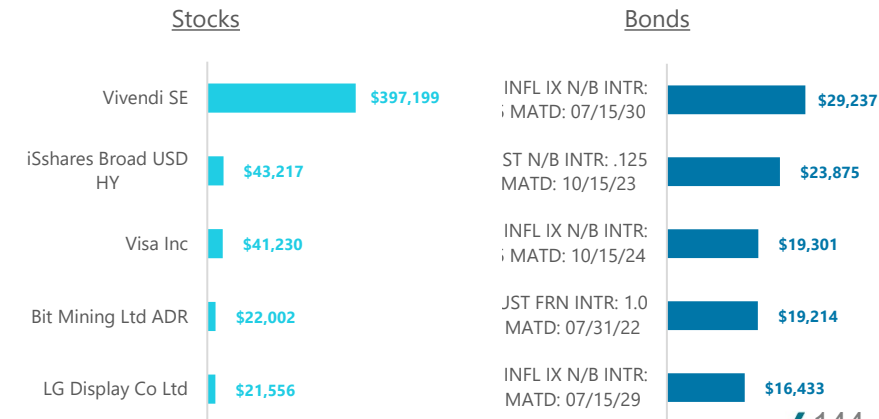 Stocks
Vivendi SE
$397,199
iSshares Broad USD
HY
$43,217
Visa Inc
$41,230
Bit Mining Ltd ADR
$22,002
LG Display Co Ltd
$21,556
Bonds
INFL IX N/B INTR:
MATD: 07/15/30
$29,237
ST N/B INTR: .125
MATD: 10/15/23
$23,875
INFL IX N/B INTR:
MATD: 10/15/24
$19,301
UST FRN INTR: 1.0
MATD: 07/31/22
$19,214
INFL IX N/B INTR:
MATD: 07/15/29
$16,433